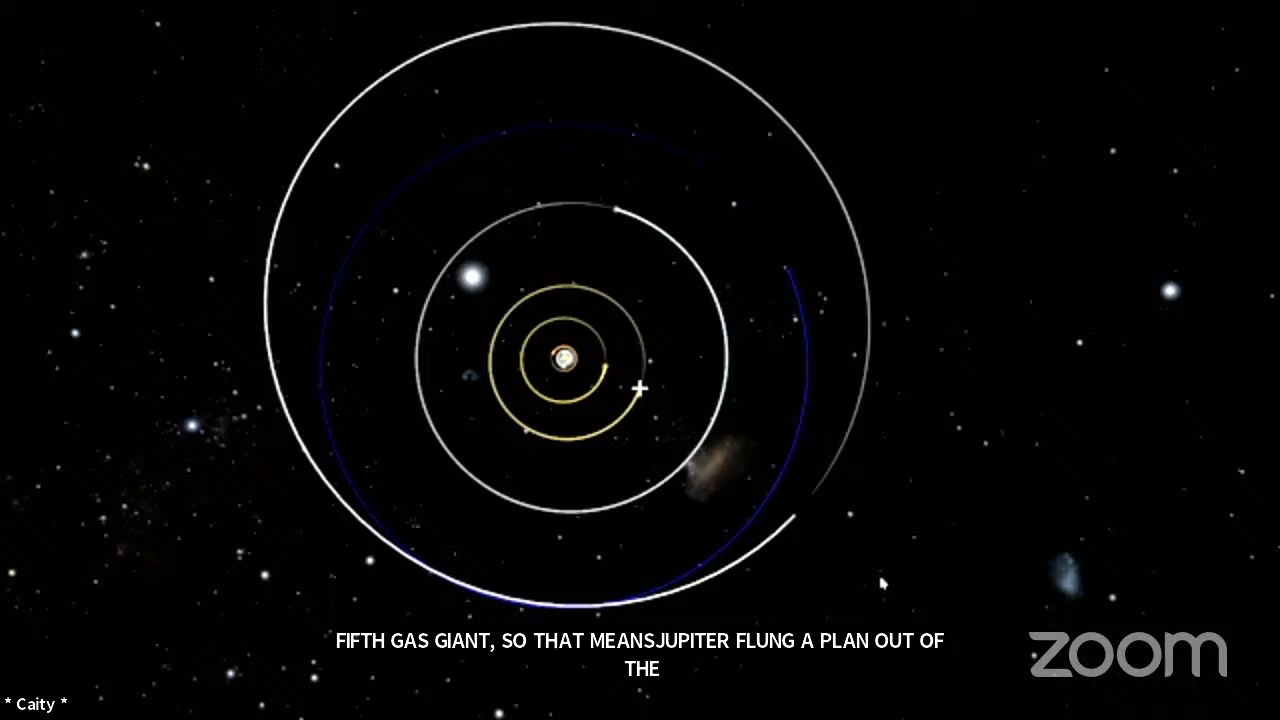 FIFTH GAS GIANT, SO THAT MEANSJUPITER FLUNG A PLAN OUT OF
THE
zoom
* Caity *